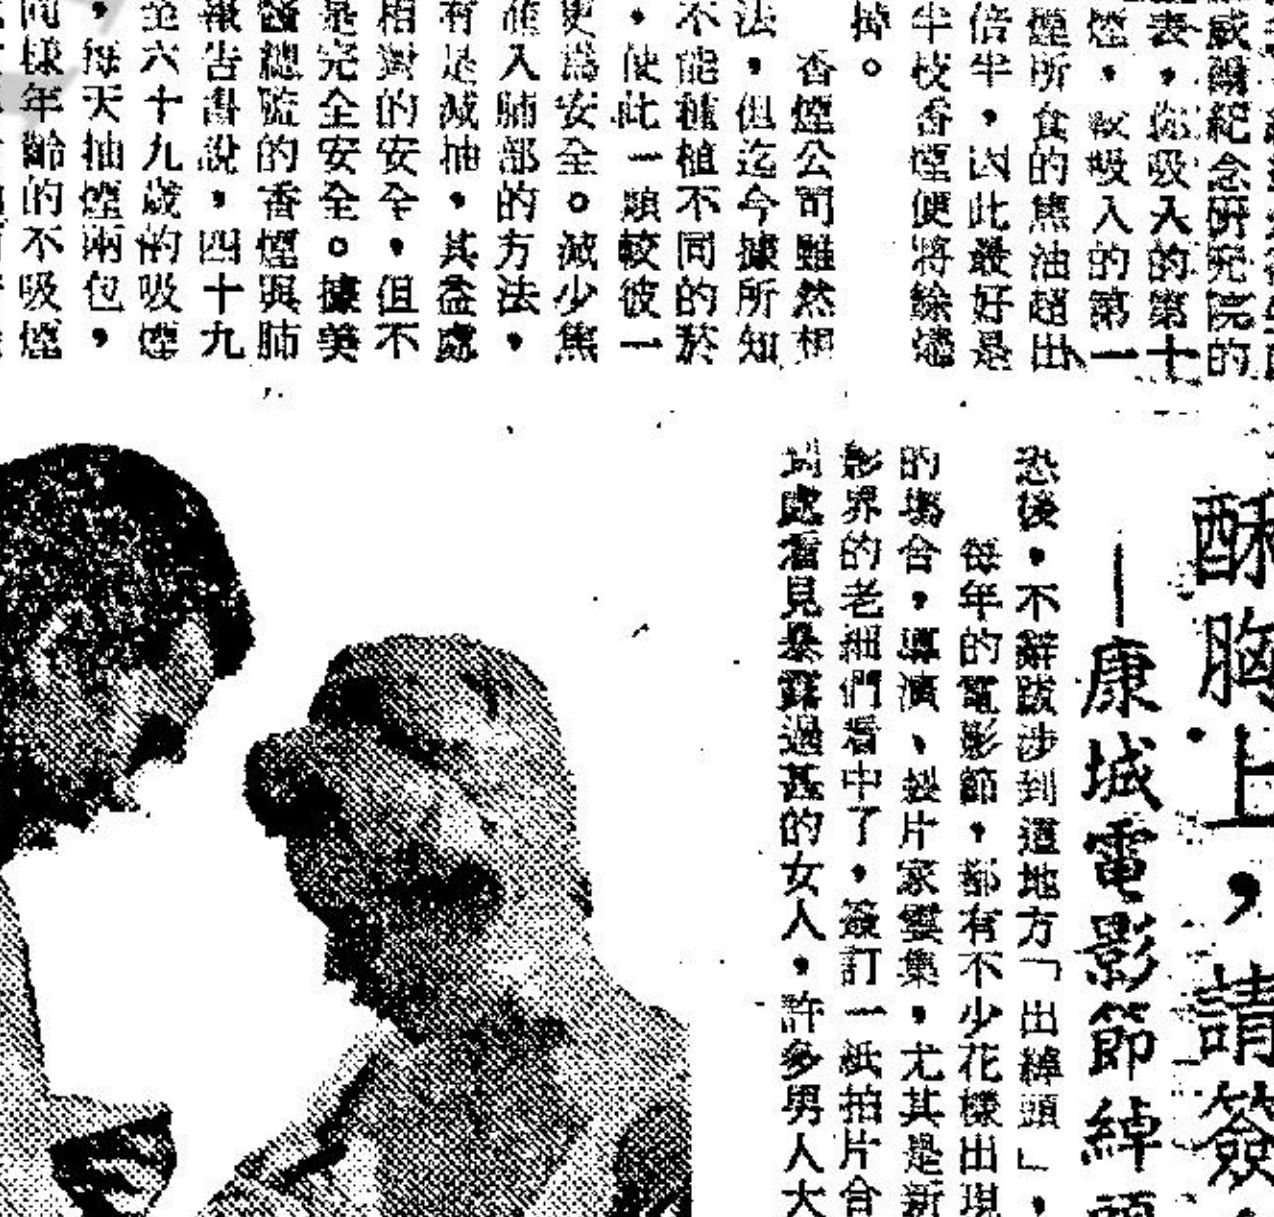 威爾紀念研究院的
表，您吸入的第十
煙，較吸入的第一
煙所食的焦油超出
倍半，因此最好是
半枝香煙便將餘燼
掉。
香煙公司雖然想
法，但迄今據所知
不能種植不同的於
，使此一類較彼一
更為安全。減少焦
進入肺部的方法，
有是減抽，其益處
相對的安全，但不
是完全安全。據美
醫總監的香煙與肺
報告書說，四十九
至六十九歲的吸煙
，每天抽煙兩包，
同樣年齡的不吸煙
酥胸上，請簽
—康城電影節綽頭
恐後，不辭跋涉到這地方「出綽頭」，
每年的電影節，都有不少花樣出現
的場合，導演、製片家雲集，尤其是新
影界的老細們看中了，簽訂一紙拍片合
到處看見暴露過甚的女人，許多男人大